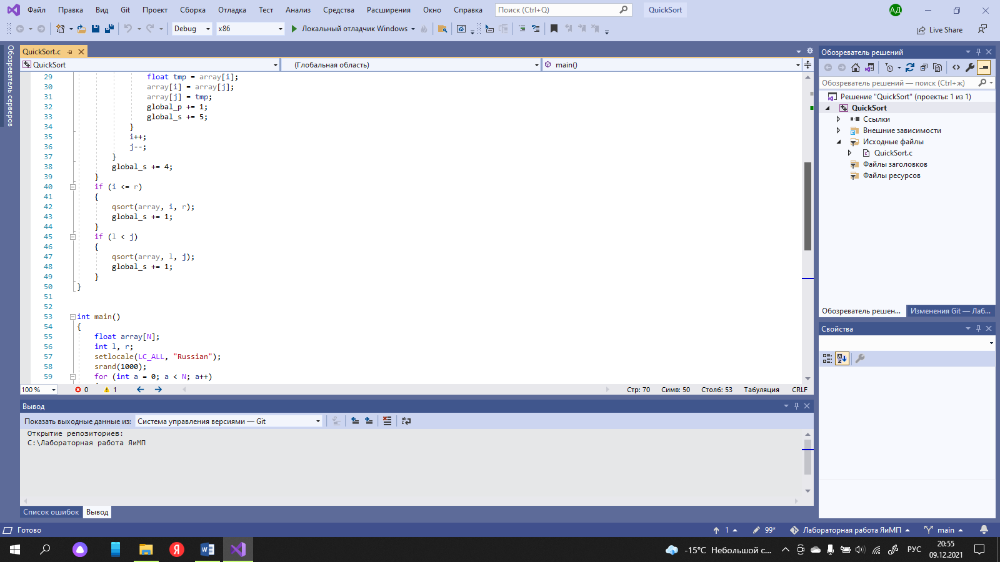 Файл Правка Вид Git Проект Сборка Отладка Тест Анализ Средства Расширения Окно Справка Поиск (Ctrl+Q) QuickSort АД
Debug x86 Локальный отладчик Windows Live Share
Обозреватель серверов
QuickSort.c
QuickSort (Глобальная область) main()
29 float tmp = array[i];
30 array[i] = array[j];
31 array[j] = tmp;
32 global_p += 1;
33 global_s += 5;
34 }
35 i++;
36 j--;
37 }
38 global_s += 4;
39 }
40 if (i <= r)
41 {
42 qsort(array, i, r);
43 global_s += 1;
44 }
45 if (l < j)
46 {
47 qsort(array, l, j);
48 global_s += 1;
49 }
50 }
51
52
53 int main()
54 {
55 float array[N];
56 int l, r;
57 setlocale(LC_ALL, "Russian");
58 srand(1000);
59 for (int a = 0; a < N; a++)
100 % 0 1 Стр: 70 Симв: 50 Столб: 53 Табуляция CRLF
Вывод
Показать выходные данные из: Система управления версиями — Git
Открытие репозиториев:
C:\Лабораторная работа ЯиМП
Список ошибок Вывод
Обозреватель решений
Обозреватель решений — поиск (Ctrl+ж)
Решение "QuickSort" (проекты: 1 из 1)
QuickSort
Ссылки
Внешние зависимости
Исходные файлы
QuickSort.c
Файлы заголовков
Файлы ресурсов
Обозреватель решен... Изменения Git — Лаб...
Свойства
Готово 1 99* Лабораторная работа ЯиМП main
Я -15°C Небольшой с... РУС 20:55
09.12.2021